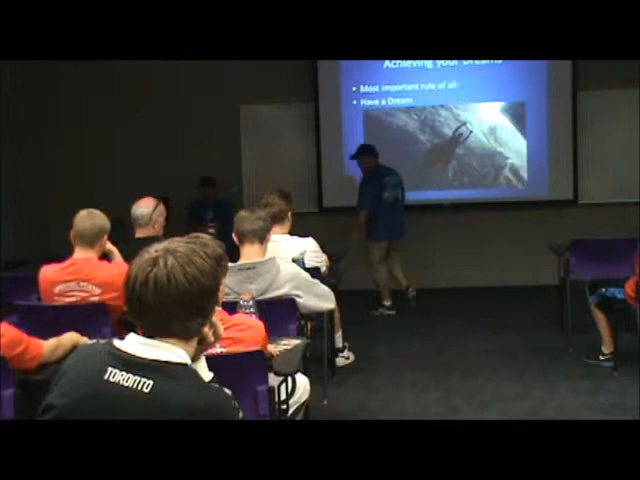 Achieving your Dreams
• Most important rule of all:
• Have a Dream
TORONTO